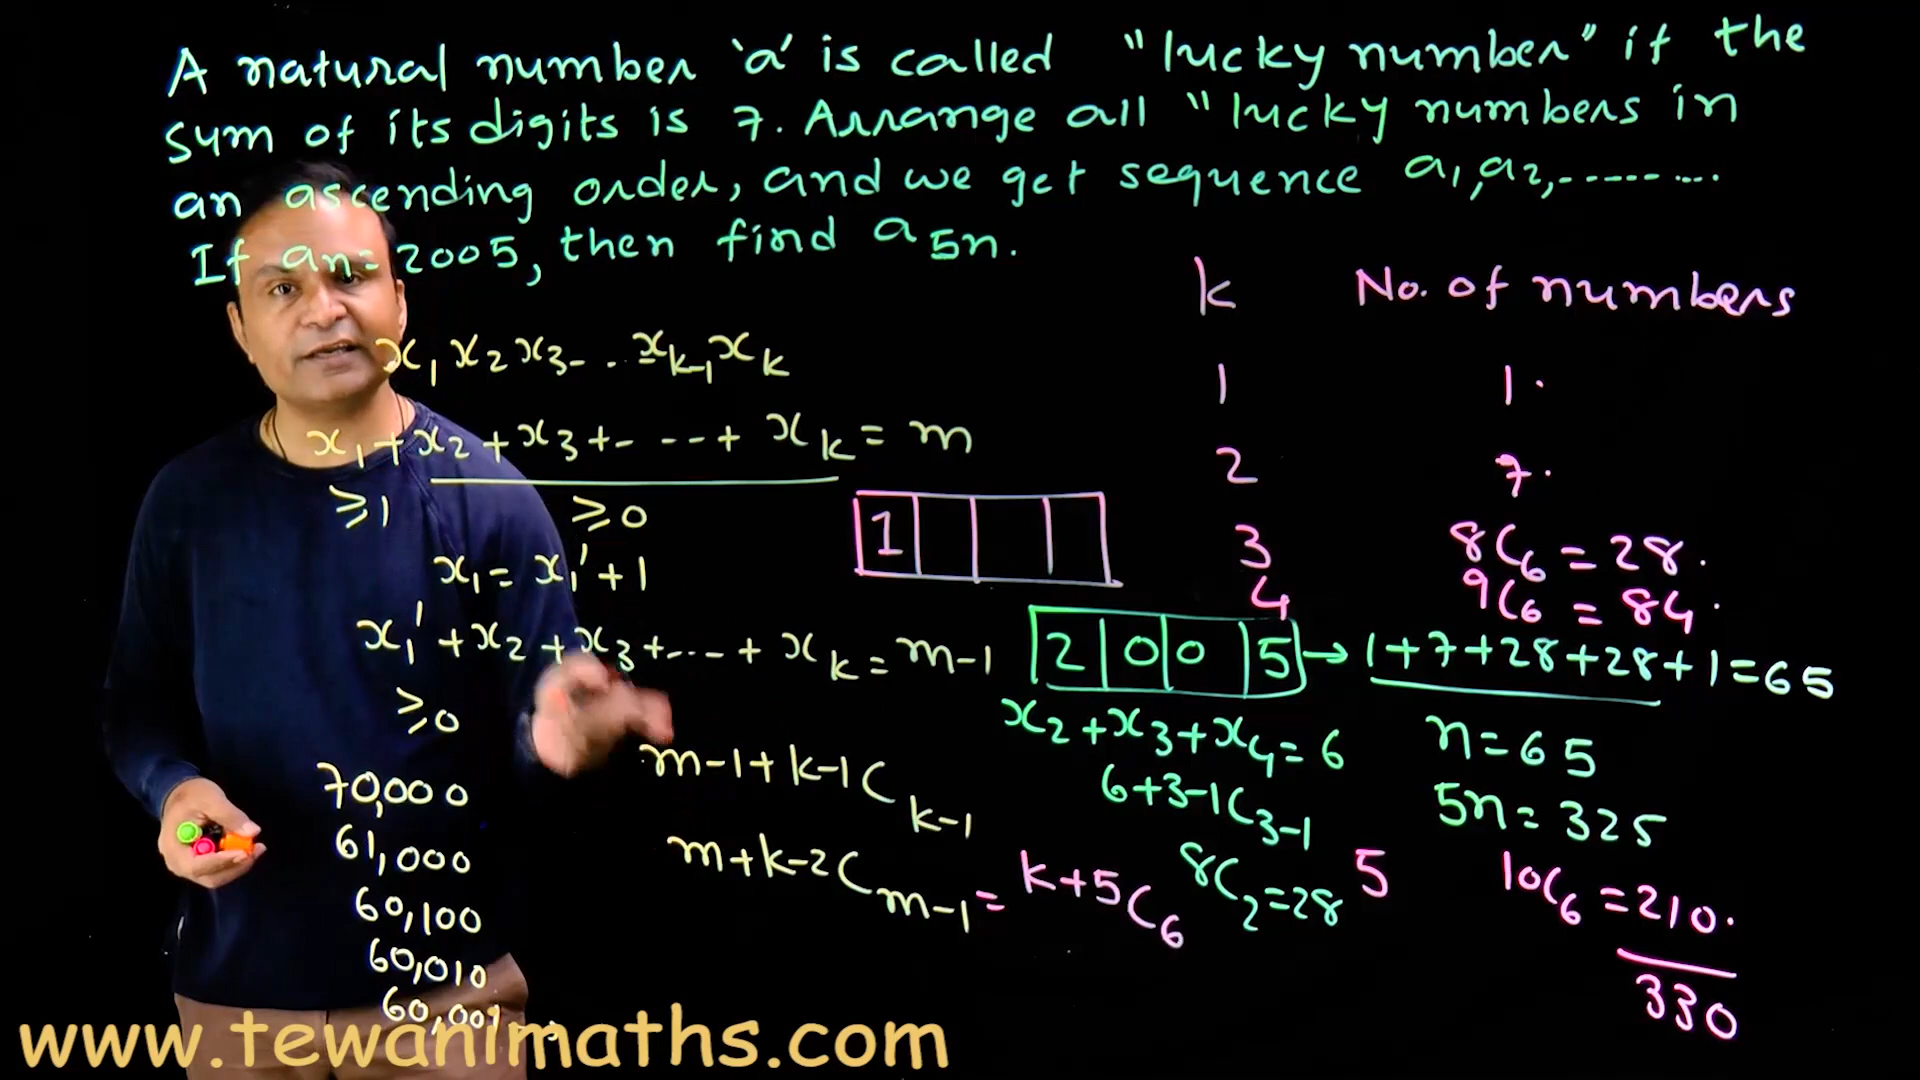 A natural number 'a' is called "lucky number" if the
sum of its digits is 7. Arrange all "lucky numbers in
an ascending order, and we get sequence a₁, a₂, ..........
If aₙ = 2005, then find a₅ₙ.
x₁ x₂ x₃ - . . xₖ₋₁ xₖ
x₁ + x₂ + x₃ + - -- + xₖ = m
≥1 ≥0
x₁ = x₁' + 1
x₁' + x₂ + x₃ + ... - + xₖ = m-1
≥0
m-1+k-1Cₖ₋₁
m+k-2Cₘ₋₁ = k+5C₆
70,000
61,000
60,100
60,010
60,001
1
k No. of numbers
1 1.
2 7.
3 8C₆ = 28.
4 9C₆ = 84.
2 0 0 5 → 1+7+28+28+1=65
x₂+x₃+x₄=6
6+3-1C₃₋₁
8C₂=28
n=65
5n=325
5 10C₆ = 210.
330
www.tewanimaths.com